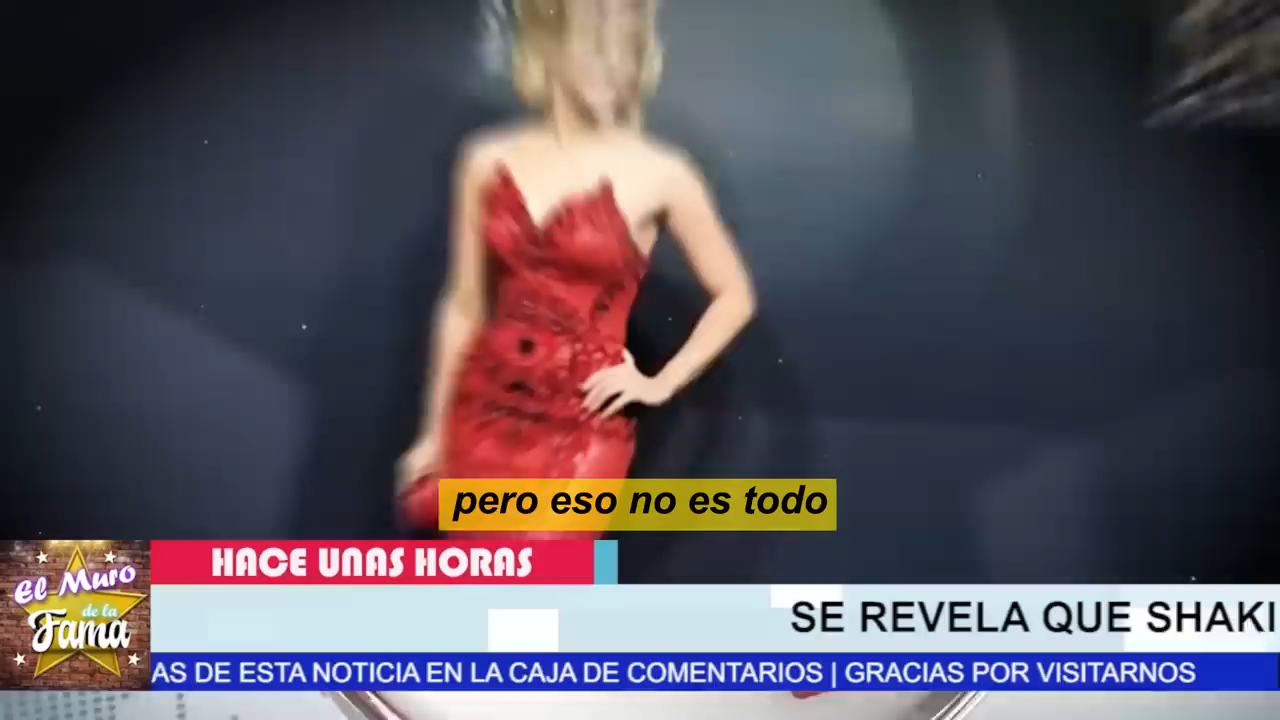 pero eso no es todo
HACE UNAS HORAS
El Muro
de la
Fama
SE REVELA QUE SHAKI
AS DE ESTA NOTICIA EN LA CAJA DE COMENTARIOS | GRACIAS POR VISITARNOS